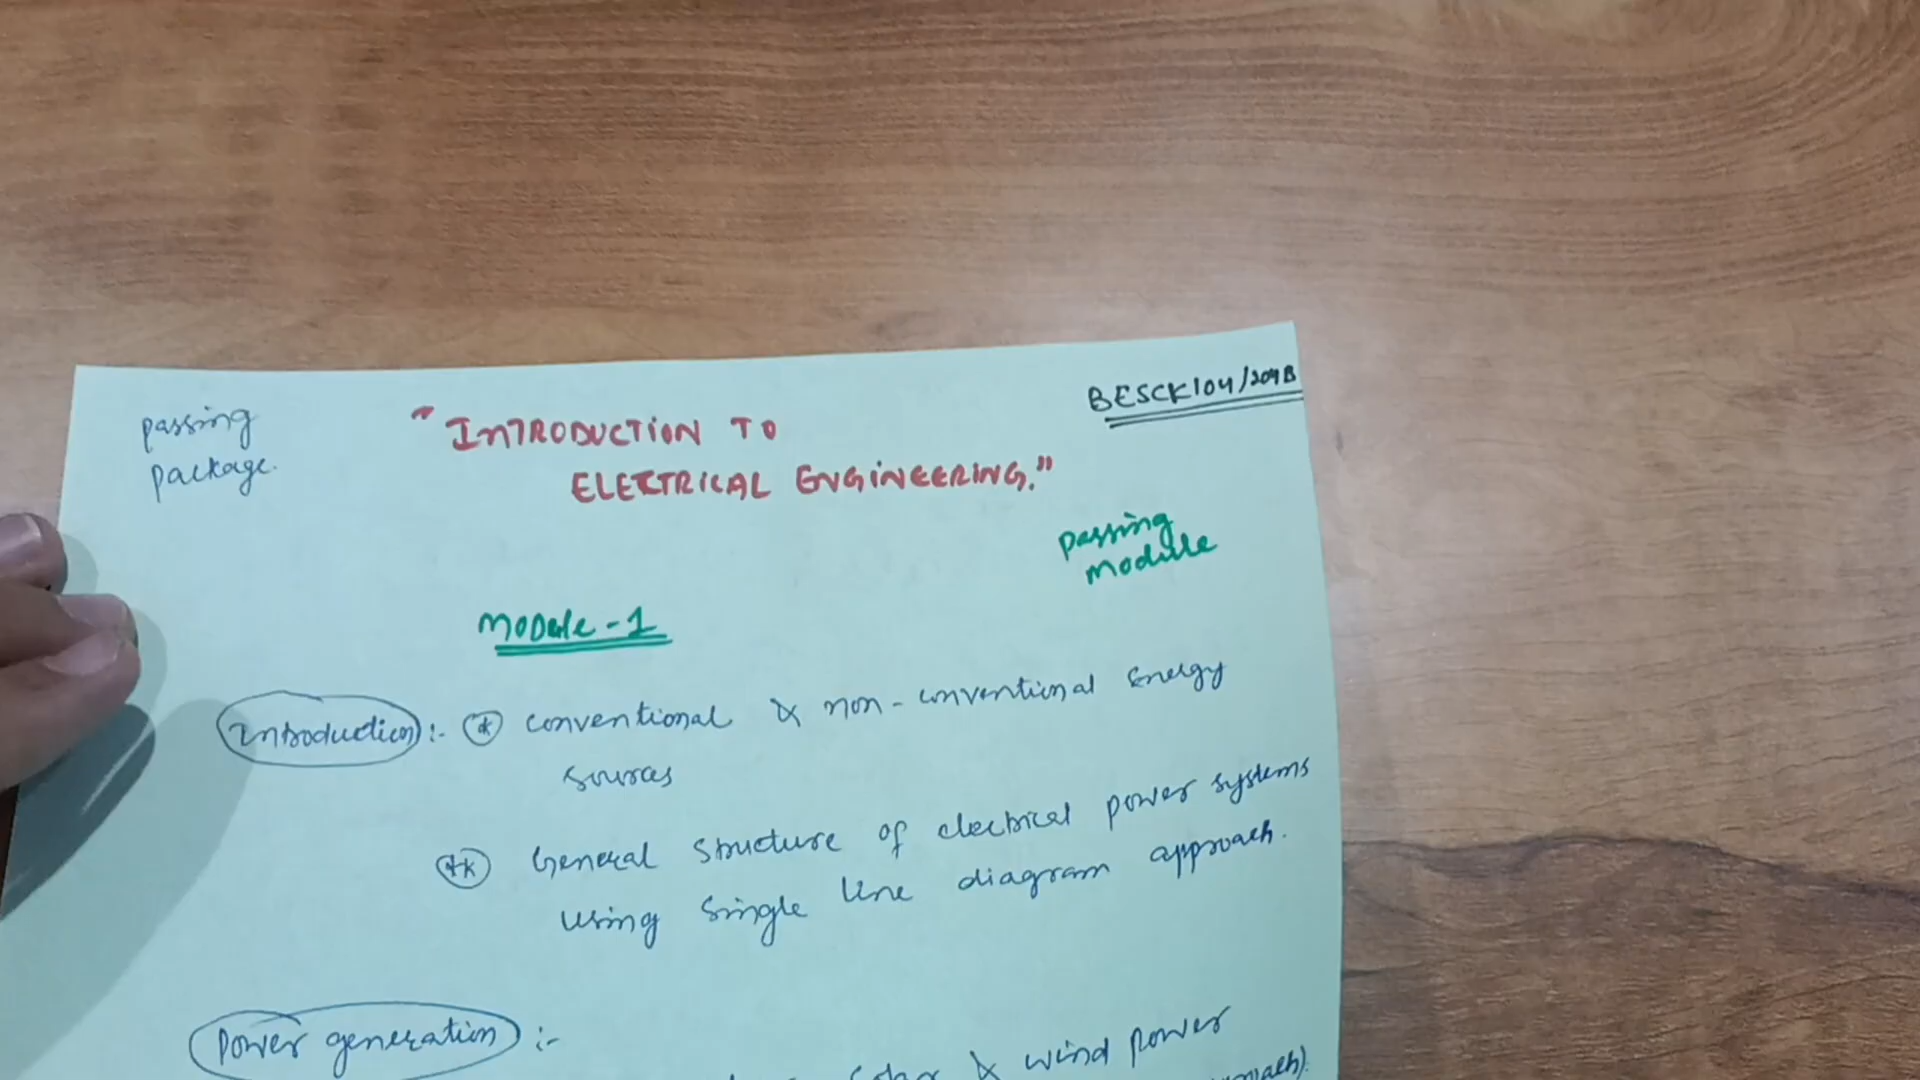 passing
package.
"INTRODUCTION TO
ELECTRICAL ENGINEERING."
BESCK104/204B
passing
module
Module-1
Introduction :- * conventional & non-conventional Energy
sources
** General structure of electrical power systems
using single line diagram approach.
Power generation :-
& wind power